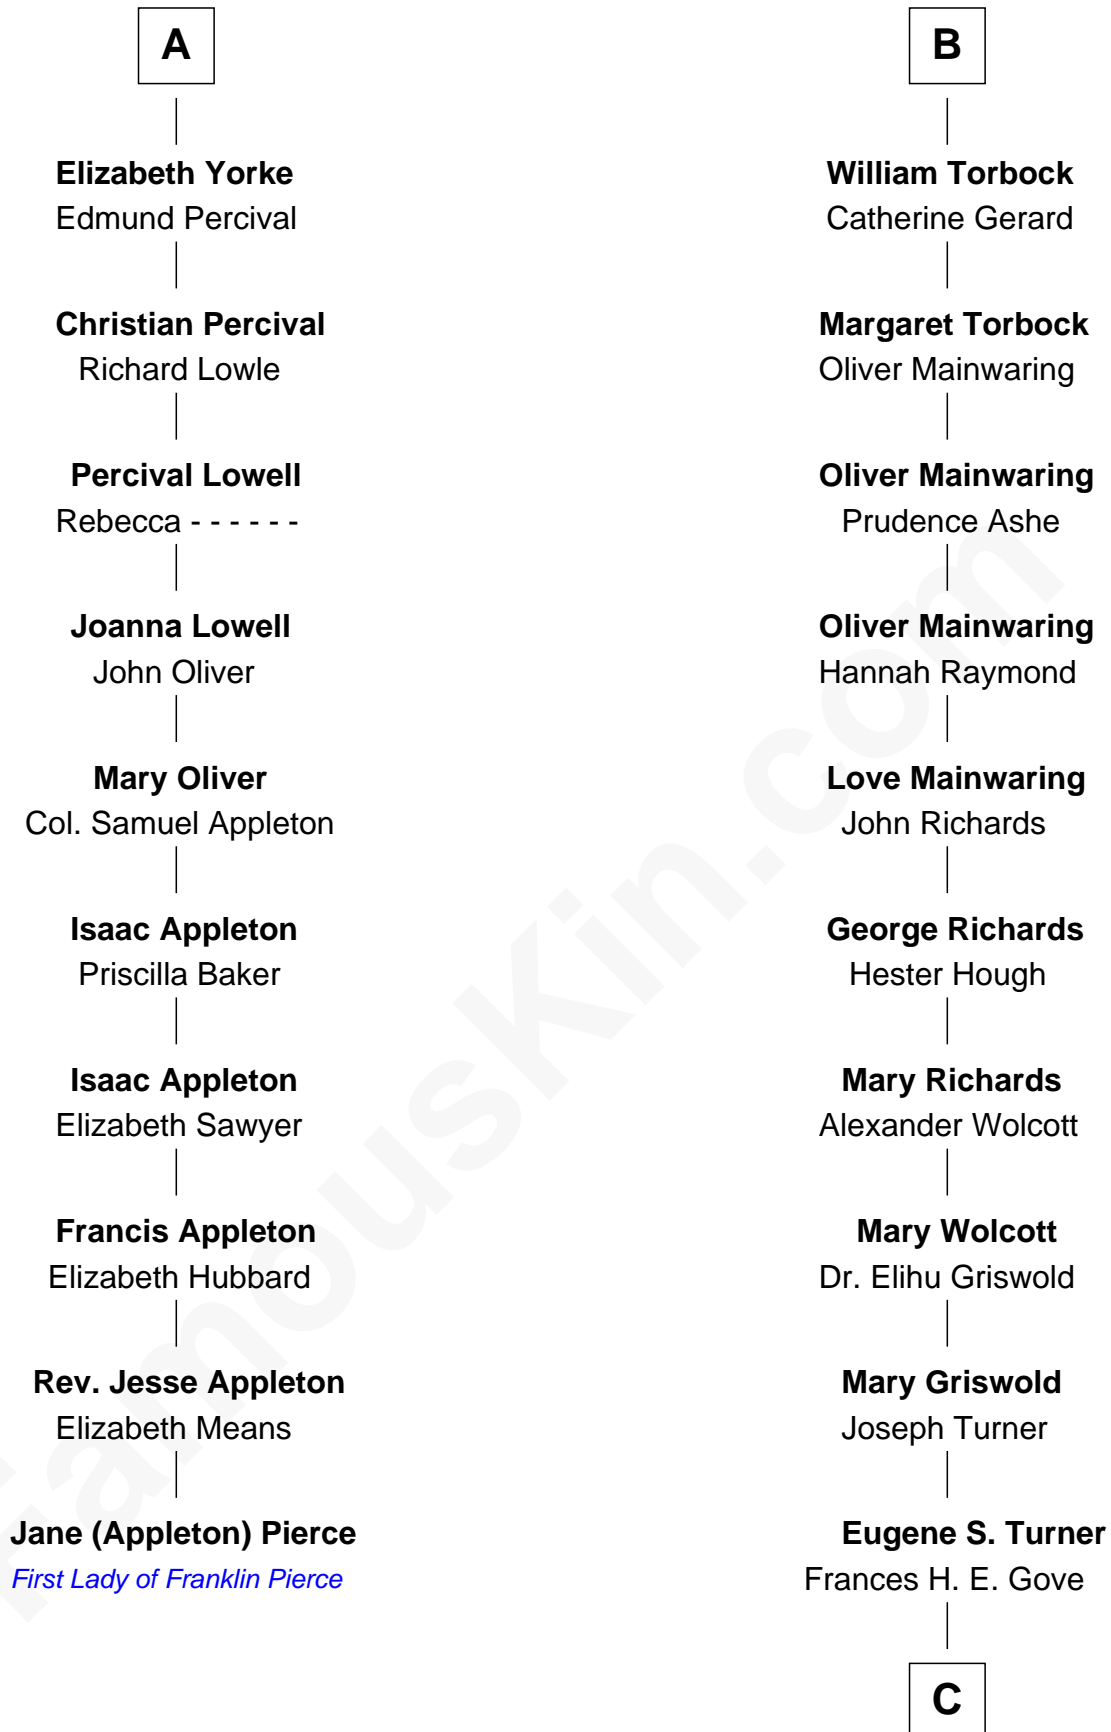 A
Elizabeth Yorke
Edmund Percival
Christian Percival
Richard Lowle
Percival Lowell
Rebecca - - - - - -
Joanna Lowell
John Oliver
Mary Oliver
Col. Samuel Appleton
Isaac Appleton
Priscilla Baker
Isaac Appleton
Elizabeth Sawyer
Francis Appleton
Elizabeth Hubbard
Rev. Jesse Appleton
Elizabeth Means
Jane (Appleton) Pierce
First Lady of Franklin Pierce
B
William Torbock
Catherine Gerard
Margaret Torbock
Oliver Mainwaring
Oliver Mainwaring
Prudence Ashe
Oliver Mainwaring
Hannah Raymond
Love Mainwaring
John Richards
George Richards
Hester Hough
Mary Richards
Alexander Wolcott
Mary Wolcott
Dr. Elihu Griswold
Mary Griswold
Joseph Turner
Eugene S. Turner
Frances H. E. Gove
C
FamousKin.com